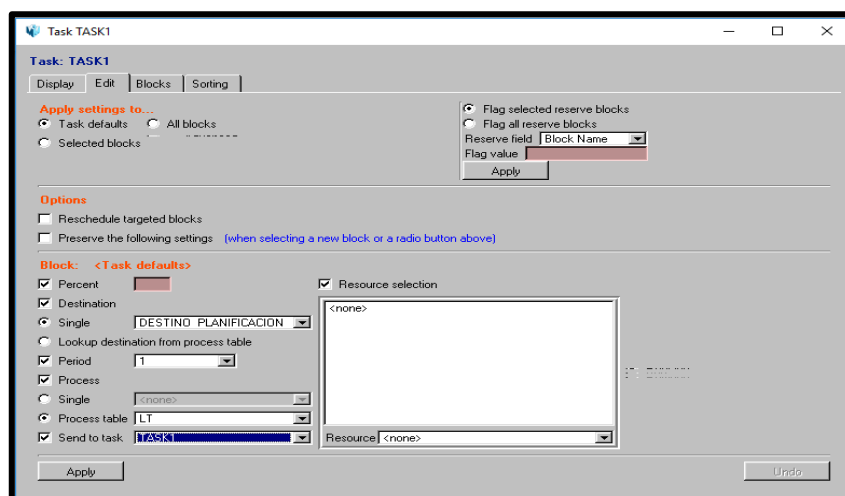 Task TASK1
Task: TASK1
Display Edit Blocks Sorting
Apply settings to...
Task defaults All blocks
Selected blocks
Flag selected reserve blocks
Flag all reserve blocks
Reserve field Block Name
Flag value
Apply
Options
Reschedule targeted blocks
Preserve the following settings (when selecting a new block or a radio button above)
Block: <Task defaults>
Percent
Destination
Single DESTINO PLANIFICACION
Lookup destination from process table
Period 1
Process
Single <none>
Process table LT
Send to task TASK1
Resource selection
<none>
Resource <none>
Apply
Undo